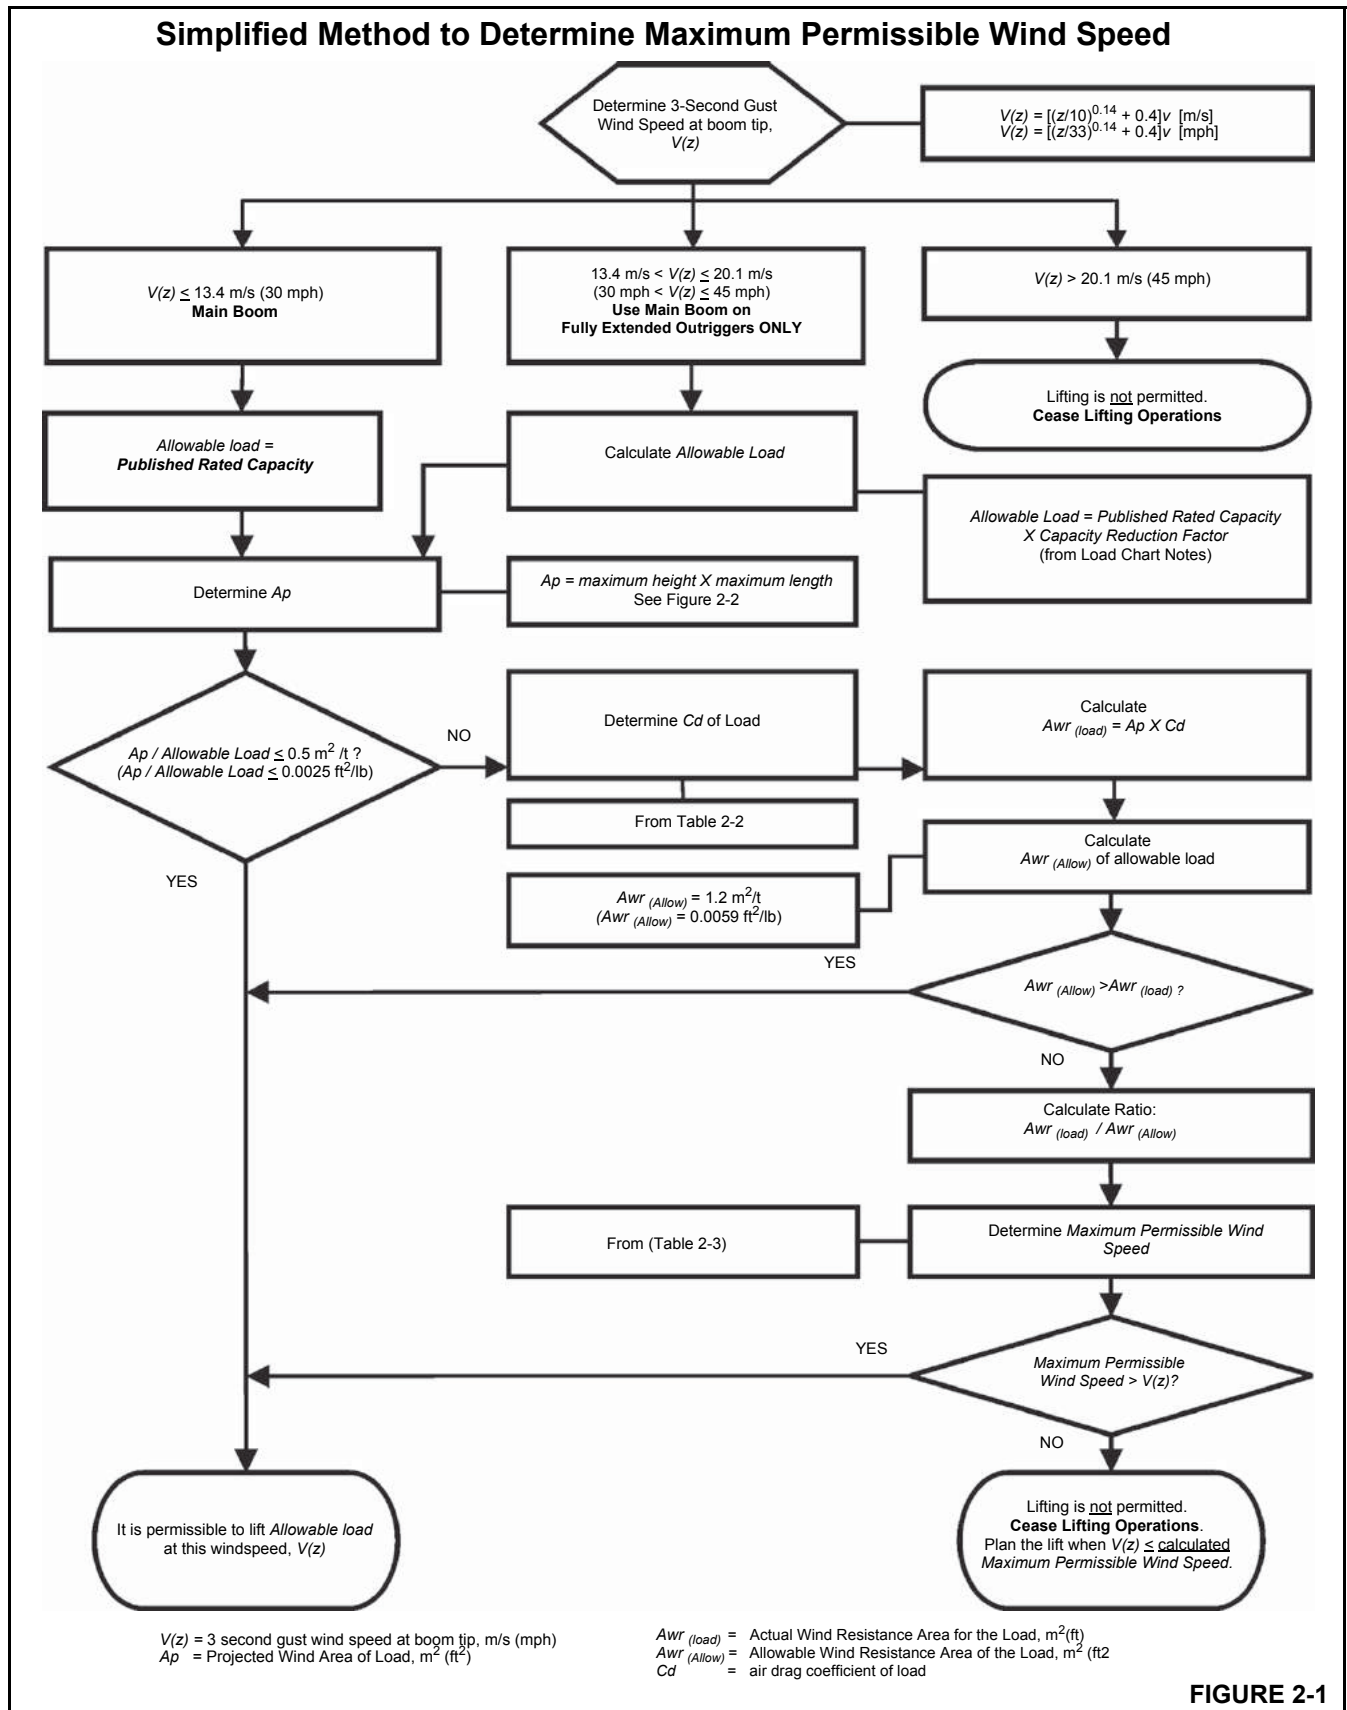 Simplified Method to Determine Maximum Permissible Wind Speed
Determine 3-Second Gust
Wind Speed at boom tip,
V(z)
V(z) = [(z/10)^0.14 + 0.4]v [m/s]
V(z) = [(z/33)^0.14 + 0.4]v [mph]
V(z) ≤ 13.4 m/s (30 mph)
Main Boom
13.4 m/s < V(z) ≤ 20.1 m/s
(30 mph < V(z) ≤ 45 mph)
Use Main Boom on
Fully Extended Outriggers ONLY
V(z) > 20.1 m/s (45 mph)
Lifting is not permitted.
Cease Lifting Operations
Allowable load =
Published Rated Capacity
Calculate Allowable Load
Allowable Load = Published Rated Capacity
X Capacity Reduction Factor
(from Load Chart Notes)
Determine Ap
Ap = maximum height X maximum length
See Figure 2-2
Ap / Allowable Load ≤ 0.5 m² /t ?
(Ap / Allowable Load ≤ 0.0025 ft²/lb)
NO
YES
Determine Cd of Load
From Table 2-2
Calculate
Awr (load) = Ap X Cd
Calculate
Awr (Allow) of allowable load
Awr (Allow) = 1.2 m²/t
(Awr (Allow) = 0.0059 ft²/lb)
YES
Awr (Allow) >Awr (load) ?
NO
Calculate Ratio:
Awr (load) / Awr (Allow)
From (Table 2-3)
Determine Maximum Permissible Wind
Speed
YES
Maximum Permissible
Wind Speed > V(z)?
NO
It is permissible to lift Allowable load
at this windspeed, V(z)
Lifting is not permitted.
Cease Lifting Operations.
Plan the lift when V(z) ≤ calculated
Maximum Permissible Wind Speed.
V(z) = 3 second gust wind speed at boom tip, m/s (mph)
Ap = Projected Wind Area of Load, m² (ft²)
Awr (load) = Actual Wind Resistance Area for the Load, m²(ft)
Awr (Allow) = Allowable Wind Resistance Area of the Load, m² (ft2
Cd = air drag coefficient of load
FIGURE 2-1